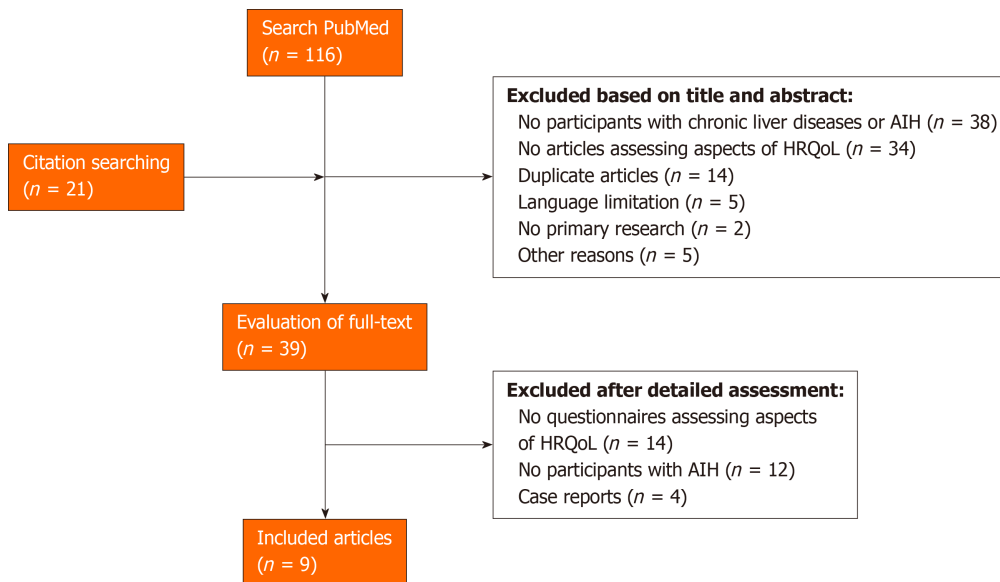 Search PubMed
(n = 116)
Citation searching
(n = 21)
Excluded based on title and abstract:
No participants with chronic liver diseases or AIH (n = 38)
No articles assessing aspects of HRQoL (n = 34)
Duplicate articles (n = 14)
Language limitation (n = 5)
No primary research (n = 2)
Other reasons (n = 5)
Evaluation of full-text
(n = 39)
Excluded after detailed assessment:
No questionnaires assessing aspects
of HRQoL (n = 14)
No participants with AIH (n = 12)
Case reports (n = 4)
Included articles
(n = 9)